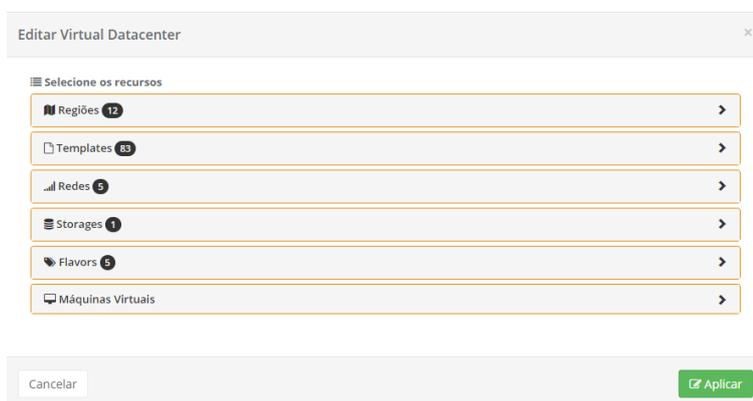 Editar Virtual Datacenter ×
Selecione os recursos
Regiões 12
Templates 83
Redes 5
Storages 1
Flavors 5
Máquinas Virtuais
Cancelar Aplicar